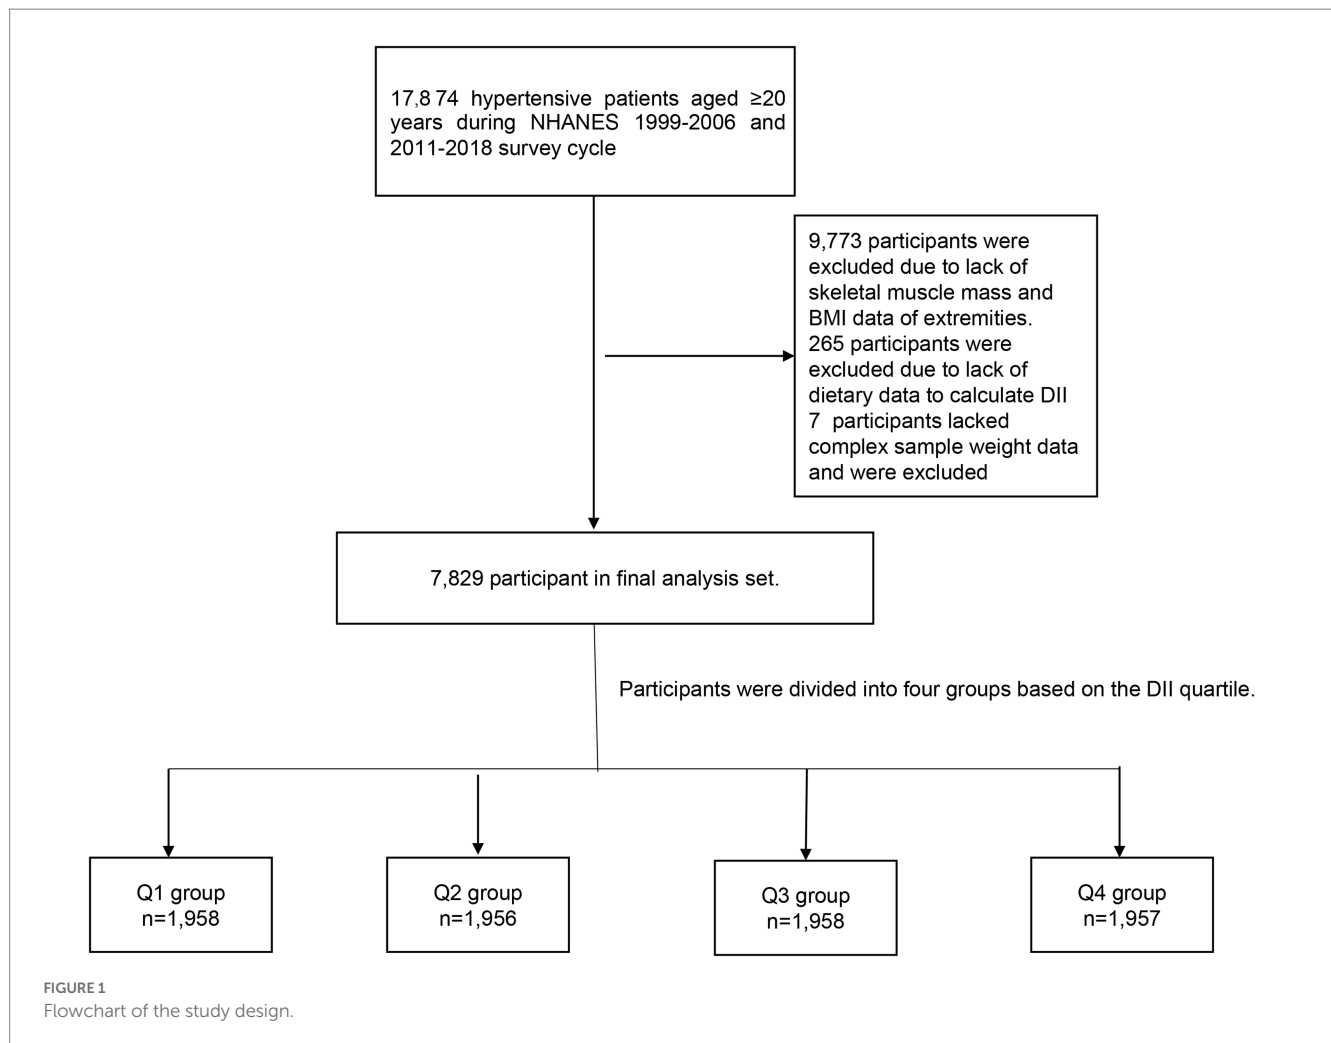 17,8 74 hypertensive patients aged ≥20
years during NHANES 1999-2006 and
2011-2018 survey cycle
9,773 participants were
excluded due to lack of
skeletal muscle mass and
BMI data of extremities.
265 participants were
excluded due to lack of
dietary data to calculate DII
7 participants lacked
complex sample weight data
and were excluded
7,829 participant in final analysis set.
Participants were divided into four groups based on the DII quartile.
Q1 group
n=1,958
Q2 group
n=1,956
Q3 group
n=1,958
Q4 group
n=1,957
FIGURE 1
Flowchart of the study design.